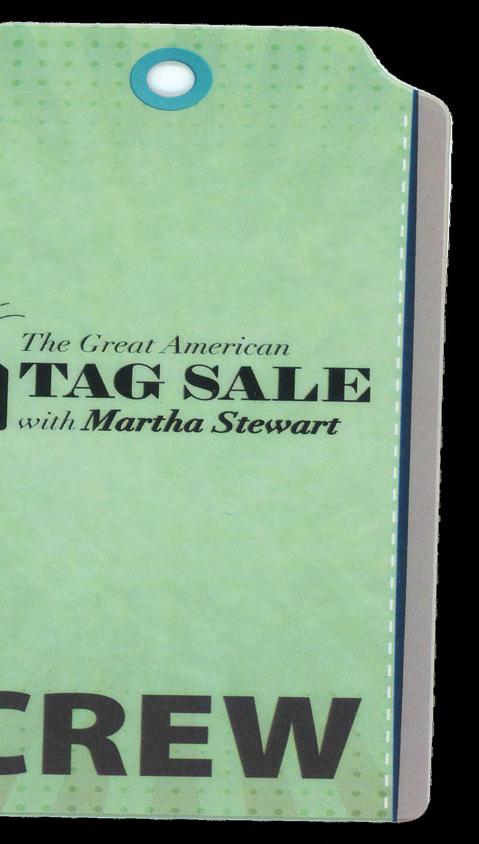 The Great American
TAG SALE
with Martha Stewart
CREW